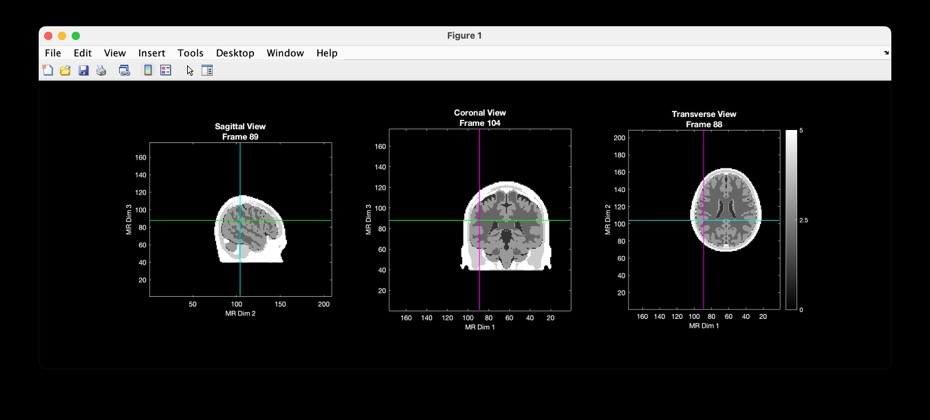 Figure 1
File Edit View Insert Tools Desktop Window Help
Sagittal View
Frame 89
MR Dim 3
160
140
120
100
80
60
40
20
50 100 150 200
MR Dim 2
Coronal View
Frame 104
MR Dim 3
160
140
120
100
80
60
40
20
160 140 120 100 80 60 40 20
MR Dim 1
Transverse View
Frame 88
MR Dim 2
200
180
160
140
120
100
80
60
40
20
160 140 120 100 80 60 40 20
MR Dim 1
5
2.5
0